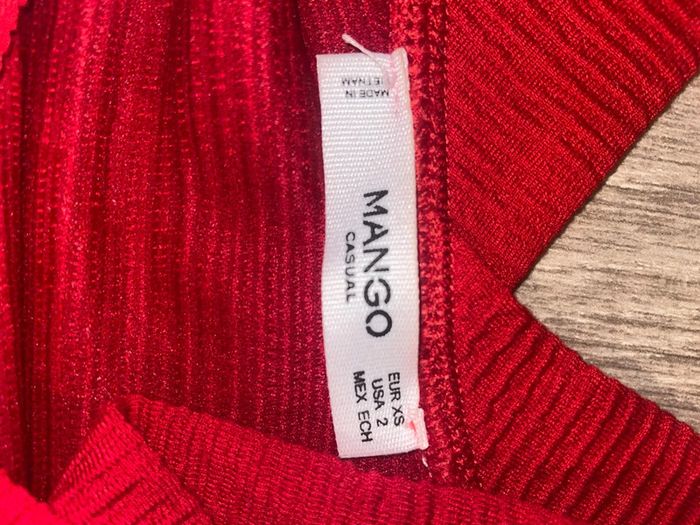 MADE IN
VIETNAM
MANGO
CASUAL
EUR XS
USA 2
MEX ECH